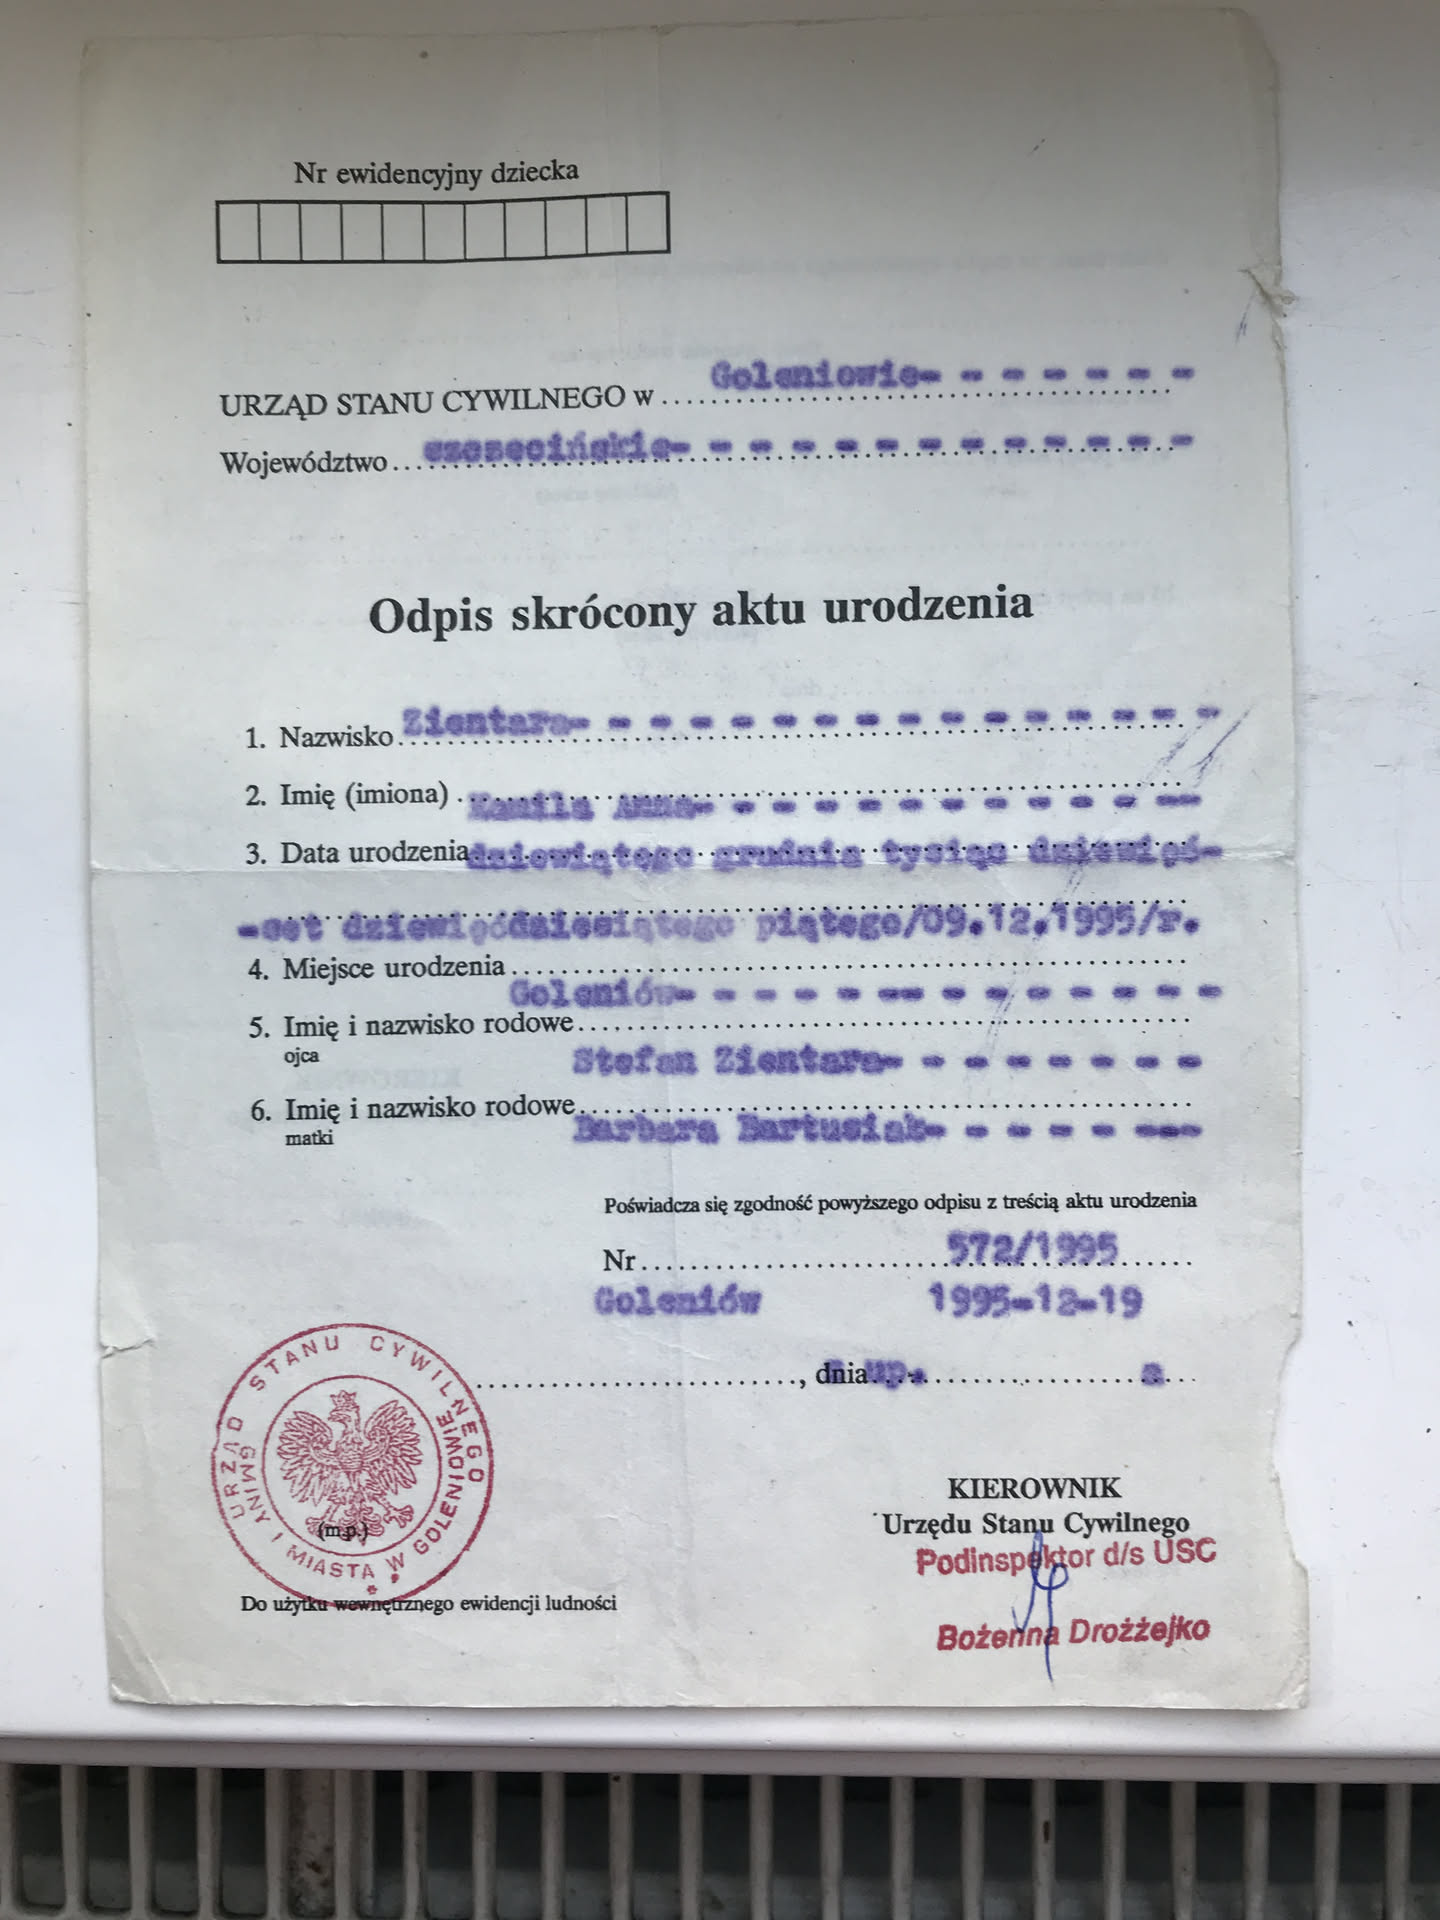 Nr ewidencyjny dziecka
URZĄD STANU CYWILNEGO w Goleniowie- - - - - - -
Województwo szczecińskie- - - - - - - - - - - - -
Odpis skrócony aktu urodzenia
1. Nazwisko Zientara- - - - - - - - - - - - - - - -
2. Imię (imiona) Kamila Anna- - - - - - - - - - - --
3. Data urodzenia dziewiątego grudnia tysiąc dziewięć-
-set dziewięćdziesiątego piątego/09.12.1995/r.
4. Miejsce urodzenia
Goleniów- - - - - - -- - - - - - - -
5. Imię i nazwisko rodowe
ojca Stefan Zientara- - - - - - - -
6. Imię i nazwisko rodowe
matki Barbara Bartusiak- - - - - ---
Poświadcza się zgodność powyższego odpisu z treścią aktu urodzenia
Nr 572/1995
Goleniów 1995-12-19
, dnia
URZĄD STANU CYWILNEGO
GMINY I MIASTA W GOLENIOWIE
(m.p.)
KIEROWNIK
Urzędu Stanu Cywilnego
Podinspektor d/s USC
Do użytku wewnętrznego ewidencji ludności
Bożenna Drożżejko